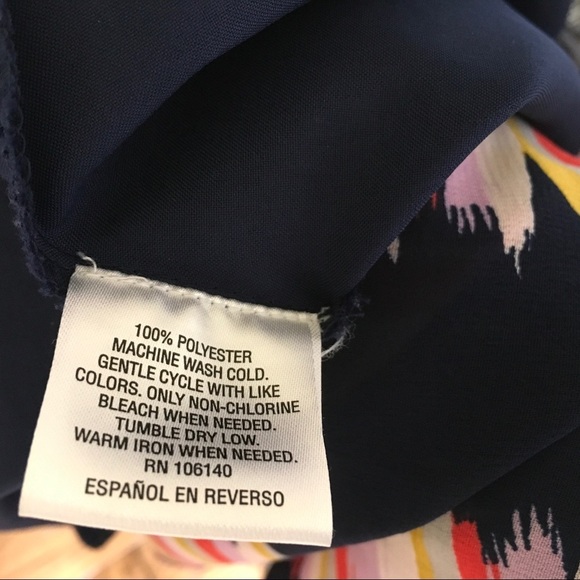 100% POLYESTER
MACHINE WASH COLD.
GENTLE CYCLE WITH LIKE
COLORS. ONLY NON-CHLORINE
BLEACH WHEN NEEDED.
TUMBLE DRY LOW.
WARM IRON WHEN NEEDED.
RN 106140
ESPAÑOL EN REVERSO